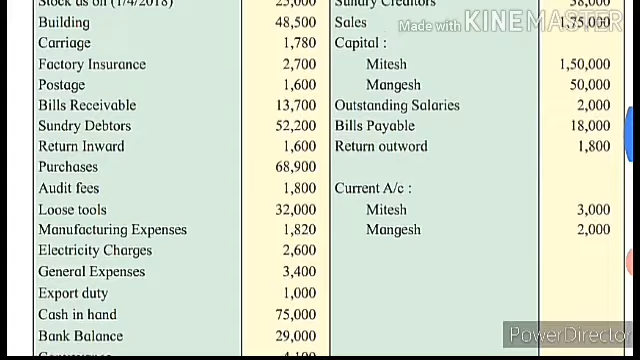 Stock as on (1/4/2018) 25,000 Sundry Creditors 58,000
Building 48,500 Sales 1,75,000
Made with KINEMASTER
Carriage 1,780 Capital :
Factory Insurance 2,700 Mitesh 1,50,000
Postage 1,600 Mangesh 50,000
Bills Receivable 13,700 Outstanding Salaries 2,000
Sundry Debtors 52,200 Bills Payable 18,000
Return Inward 1,600 Return outword 1,800
Purchases 68,900
Audit fees 1,800 Current A/c :
Loose tools 32,000 Mitesh 3,000
Manufacturing Expenses 1,820 Mangesh 2,000
Electricity Charges 2,600
General Expenses 3,400
Export duty 1,000
Cash in hand 75,000
Bank Balance 29,000
PowerDirector
Conveyance 4,100